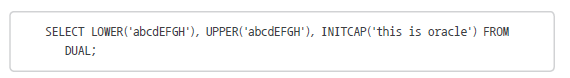 SELECT LOWER('abcdEFGH'), UPPER('abcdEFGH'), INITCAP('this is oracle') FROM
DUAL;